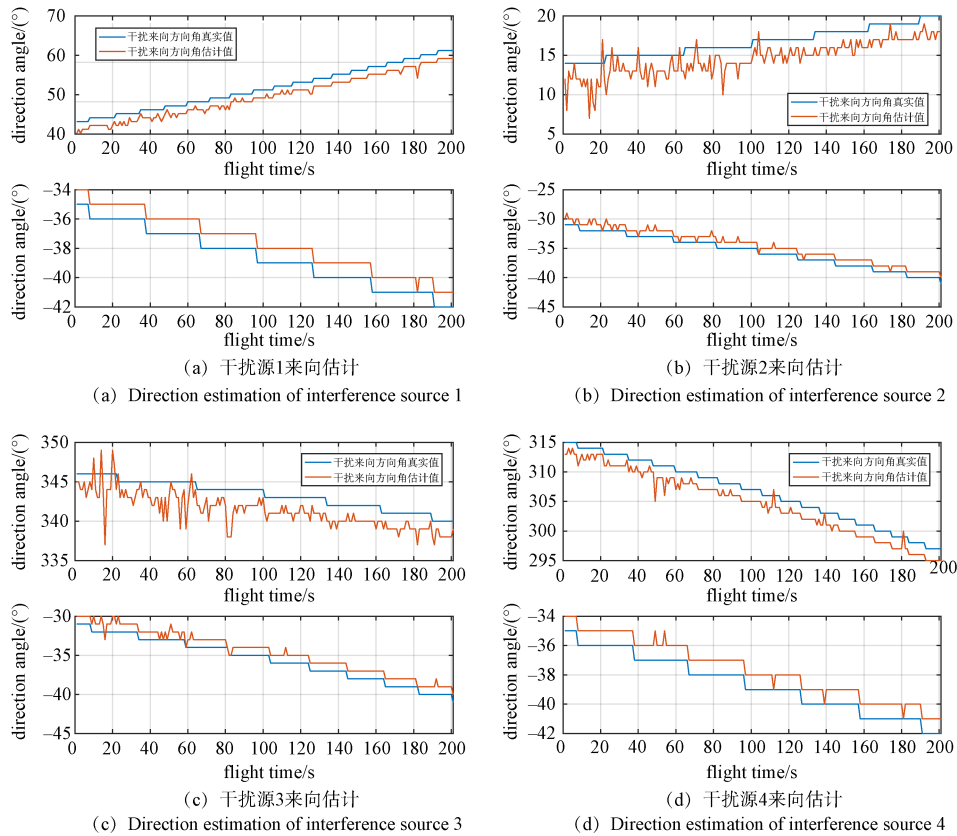 direction angle/(°)
70
60
50
40
干扰来向方向角真实值
干扰来向方向角估计值
0 20 40 60 80 100 120 140 160 180 200
flight time/s
direction angle/(°)
−34
−36
−38
−40
−42
0 20 40 60 80 100 120 140 160 180 200
flight time/s
(a) 干扰源1来向估计
(a) Direction estimation of interference source 1
direction angle/(°)
20
15
10
5
干扰来向方向角真实值
干扰来向方向角估计值
0 20 40 60 80 100 120 140 160 180 200
flight time/s
direction angle/(°)
−25
−30
−35
−40
−45
0 20 40 60 80 100 120 140 160 180 200
flight time/s
(b) 干扰源2来向估计
(b) Direction estimation of interference source 2
direction angle/(°)
350
345
340
335
干扰来向方向角真实值
干扰来向方向角估计值
0 20 40 60 80 100 120 140 160 180 200
flight time/s
direction angle/(°)
−30
−35
−40
−45
0 20 40 60 80 100 120 140 160 180 200
flight time/s
(c) 干扰源3来向估计
(c) Direction estimation of interference source 3
direction angle/(°)
315
310
305
300
295
干扰来向方向角真实值
干扰来向方向角估计值
0 20 40 60 80 100 120 140 160 180 200
flight time/s
direction angle/(°)
−34
−36
−38
−40
−42
0 20 40 60 80 100 120 140 160 180 200
flight time/s
(d) 干扰源4来向估计
(d) Direction estimation of interference source 4